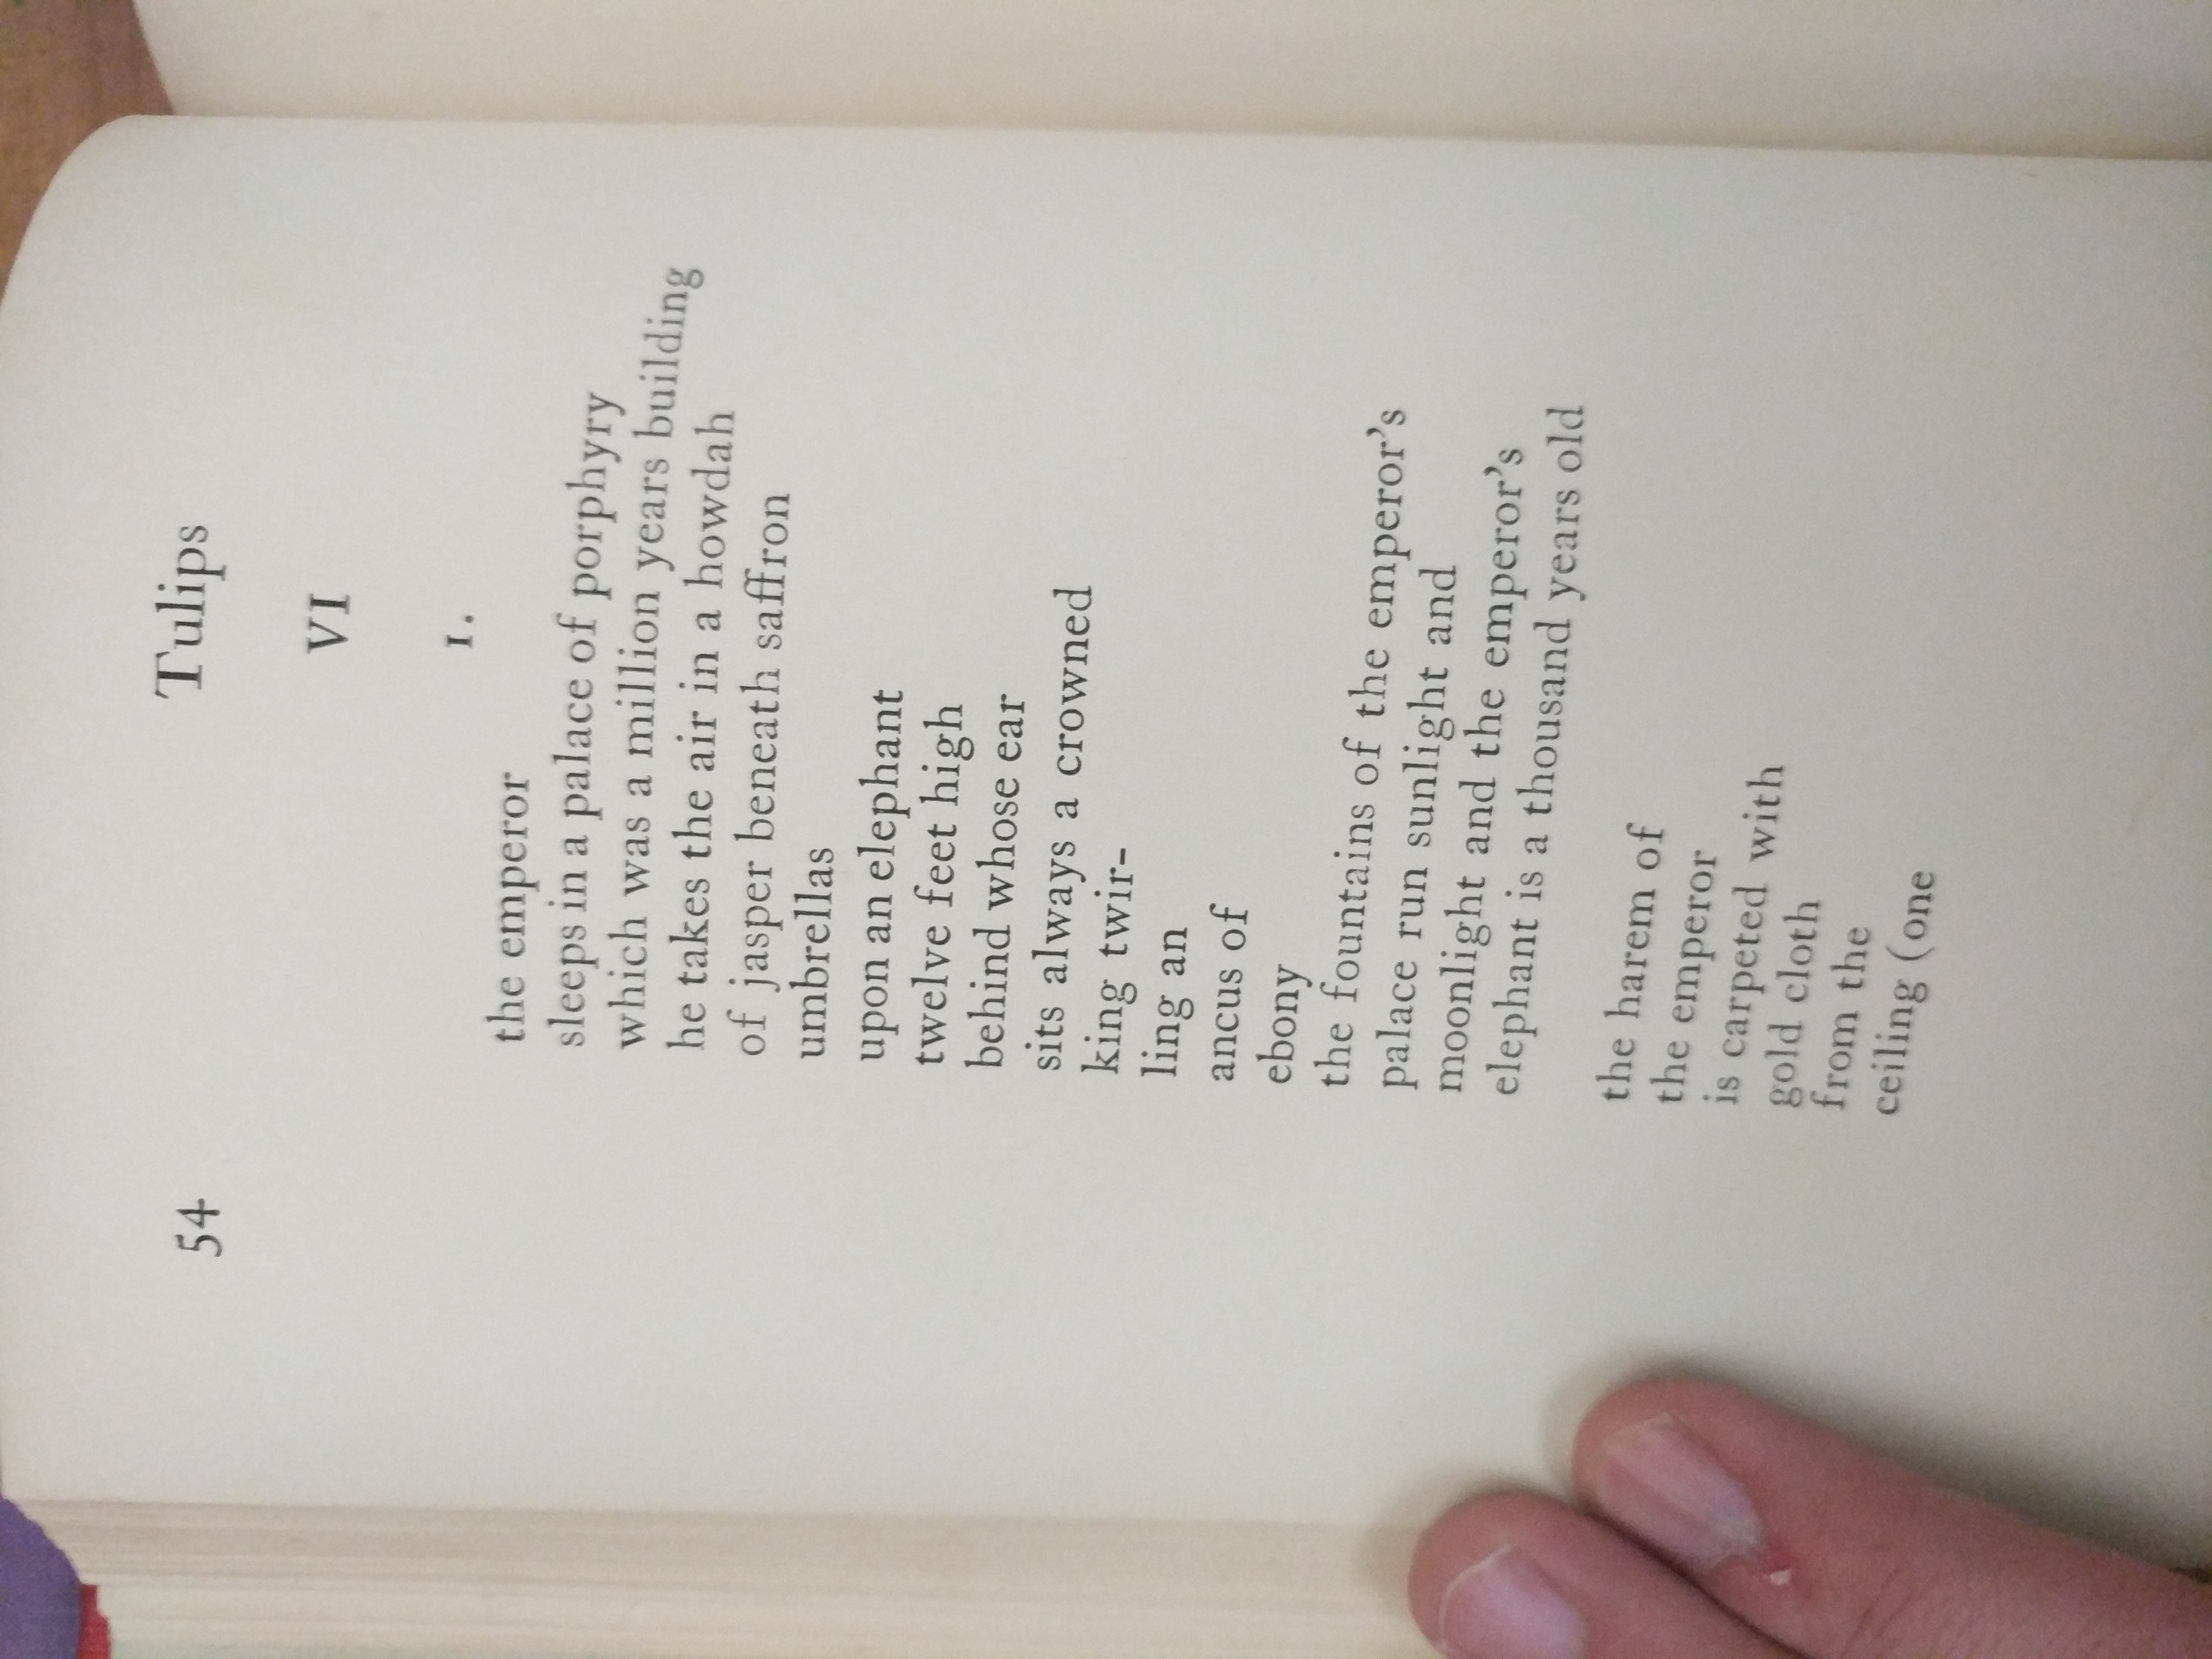 54
Tulips
VI
1.
the emperor
sleeps in a palace of porphyry
which was a million years building
he takes the air in a howdah
of jasper beneath saffron
umbrellas
upon an elephant
twelve feet high
behind whose ear
sits always a crowned
king twir-
ling an
ancus of
ebony
the fountains of the emperor’s
palace run sunlight and
moonlight and the emperor’s
elephant is a thousand years old
the harem of
the emperor
is carpeted with
gold cloth
from the
ceiling (one